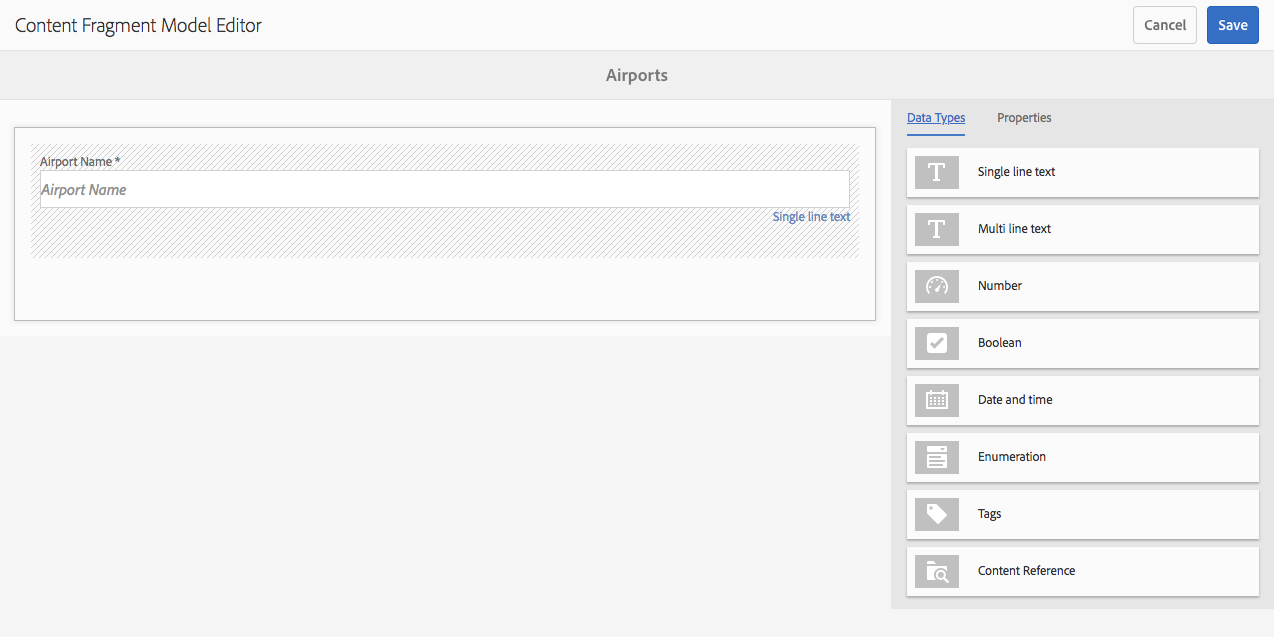 Content Fragment Model Editor
Cancel
Save
Airports
Airport Name *
Airport Name
Single line text
Data Types
Properties
Single line text
Multi line text
Number
Boolean
Date and time
Enumeration
Tags
Content Reference